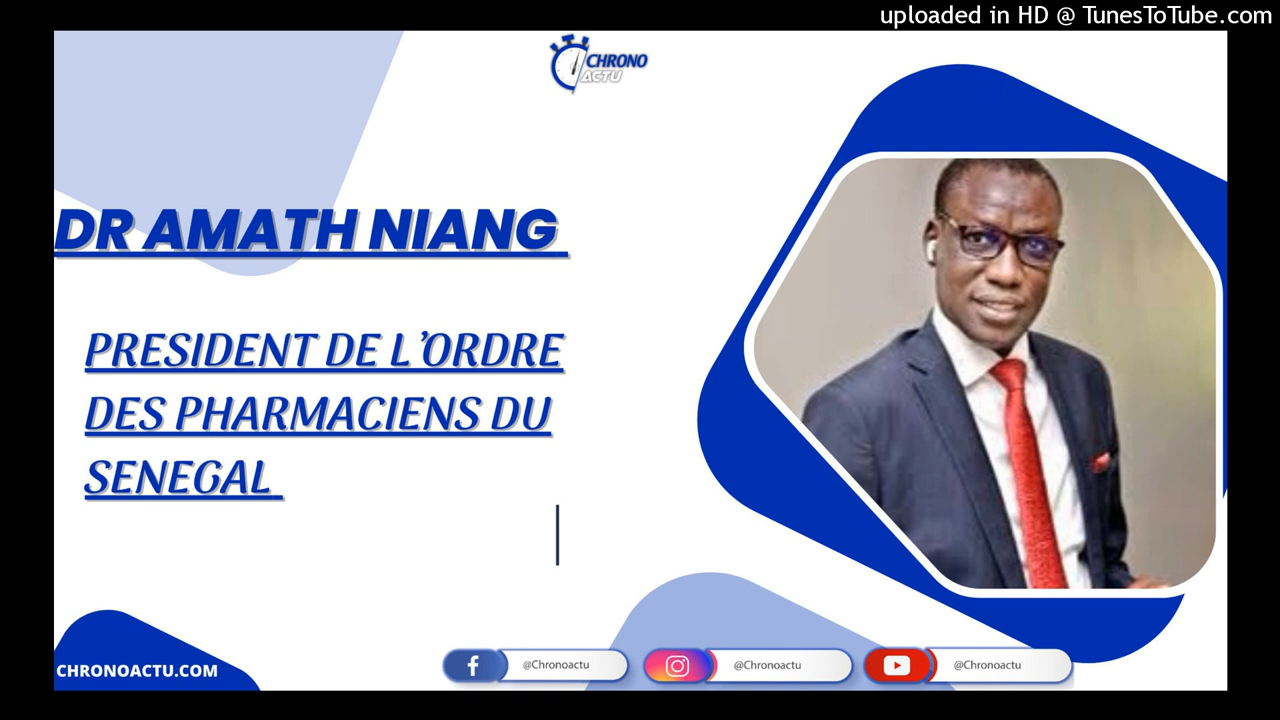 uploaded in HD @ TunesToTube.com
CHRONO
ACTU
DR AMATH NIANG
PRESIDENT DE L'ORDRE
DES PHARMACIENS DU
SENEGAL
CHRONOACTU.COM
@Chronoactu
@Chronoactu
@Chronoactu